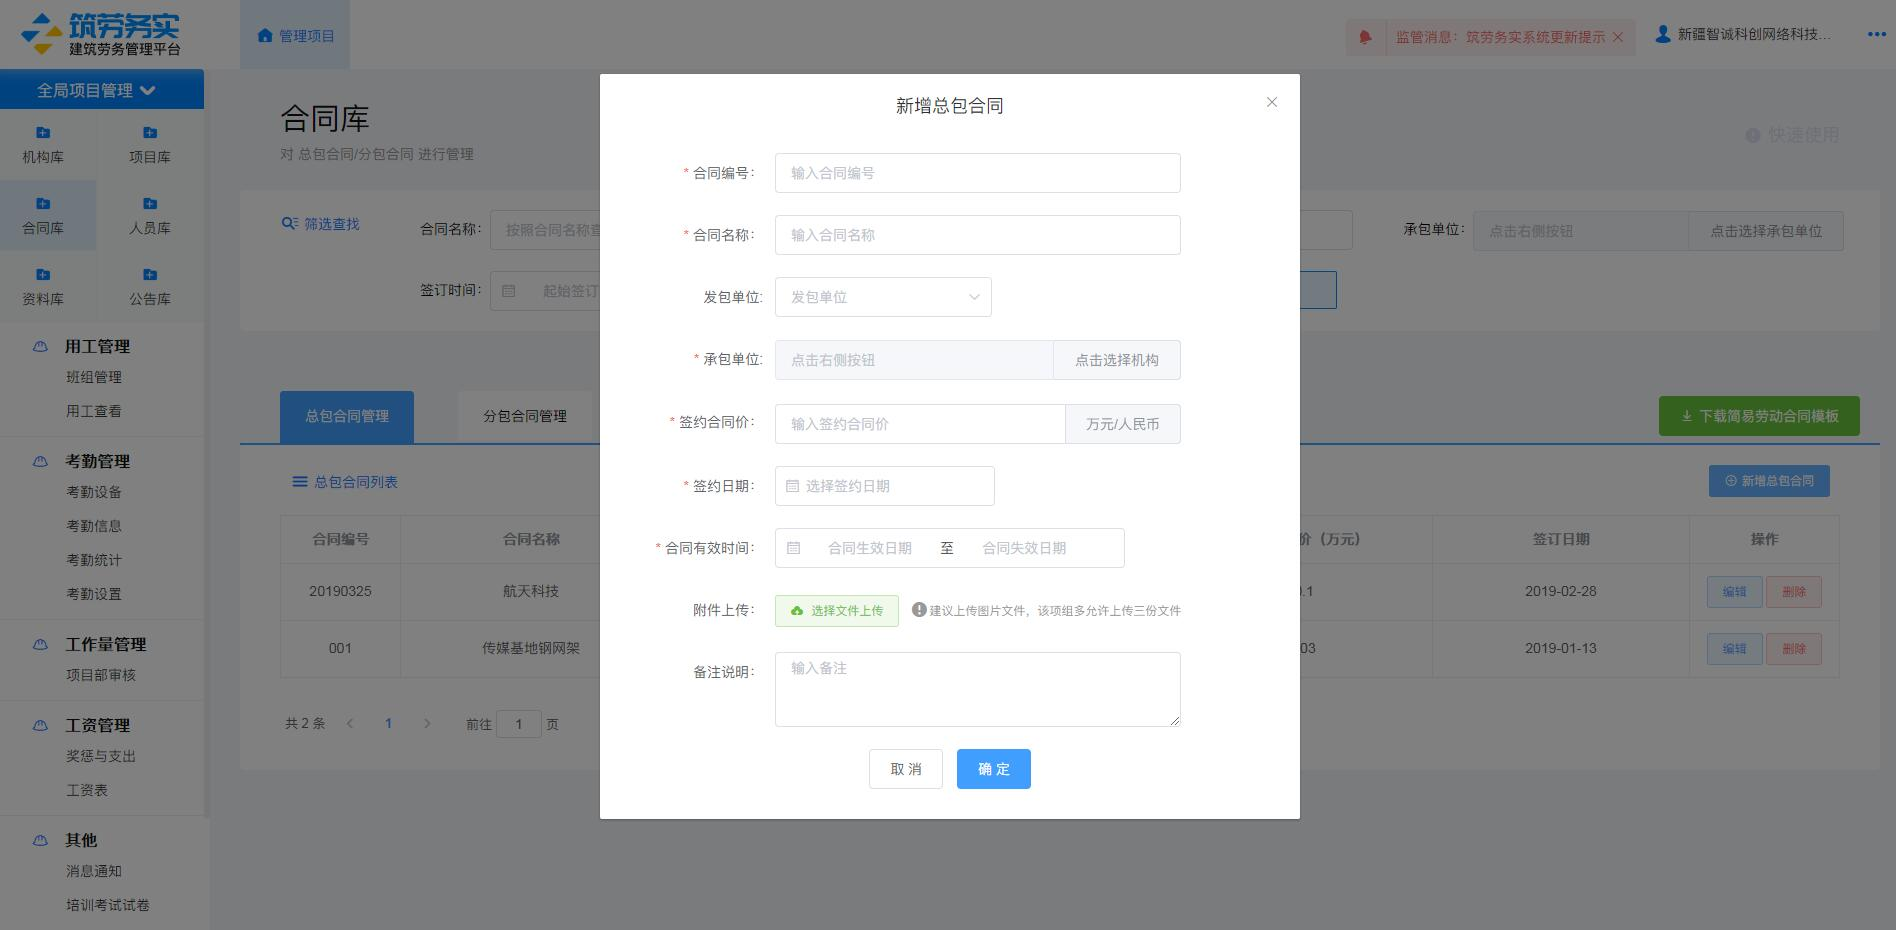 筑劳务实
建筑劳务管理平台
管理项目
监管消息：筑劳务实系统更新提示
新疆智诚科创网络科技...
全局项目管理
机构库
项目库
合同库
人员库
资料库
公告库
用工管理
班组管理
用工查看
考勤管理
考勤设备
考勤信息
考勤统计
考勤设置
工作量管理
项目部审核
工资管理
奖惩与支出
工资表
其他
消息通知
培训考试试卷
合同库
对 总包合同/分包合同 进行管理
快速使用
筛选查找
合同名称：
按照合同名称
承包单位：
点击右侧按钮
点击选择承包单位
签订时间：
起始签订
总包合同管理
分包合同管理
下载简易劳动合同模板
总包合同列表
新增总包合同
合同编号
合同名称
价（万元)
签订日期
操作
20190325
航天科技
.1
2019-02-28
编辑
删除
001
传媒基地钢网架
03
2019-01-13
编辑
删除
共 2 条
1
前往
1
页
新增总包合同
* 合同编号：
输入合同编号
* 合同名称：
输入合同名称
发包单位:
发包单位
* 承包单位:
点击右侧按钮
点击选择机构
* 签约合同价：
输入签约合同价
万元/人民币
* 签约日期：
选择签约日期
* 合同有效时间：
合同生效日期
至
合同失效日期
附件上传：
选择文件上传
建议上传图片文件，该项组多允许上传三份文件
备注说明：
输入备注
取 消
确 定